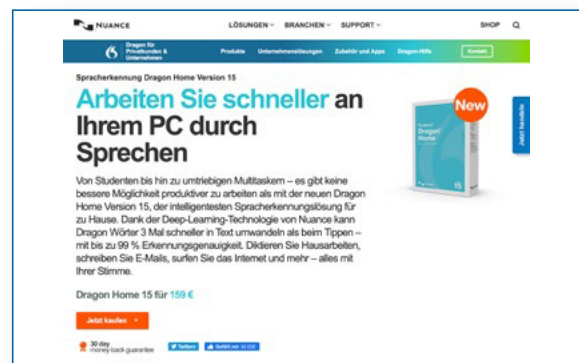 NUANCE LÖSUNGEN BRANCHEN SUPPORT SHOP
Dragon für
Privatkunden &
Unternehmen
Produkte Unternehmenslösungen Zubehör und Apps Dragon-Hilfe Kontakt
Spracherkennung Dragon Home Version 15
Arbeiten Sie schneller an
Ihrem PC durch
Sprechen
New
Dragon
Home
15
Jetzt handeln
Von Studenten bis hin zu umtriebigen Multitaskern – es gibt keine
bessere Möglichkeit produktiver zu arbeiten als mit der neuen Dragon
Home Version 15, der intelligentesten Spracherkennungslösung für
zu Hause. Dank der Deep-Learning-Technologie von Nuance kann
Dragon Wörter 3 Mal schneller in Text umwandeln als beim Tippen –
mit bis zu 99 % Erkennungsgenauigkeit. Diktieren Sie Hausarbeiten,
schreiben Sie E-Mails, surfen Sie das Internet und mehr – alles mit
Ihrer Stimme.
Dragon Home 15 für 159 €
Jetzt kaufen
30 day
money-back guarantee
Twittern
Gefällt mir